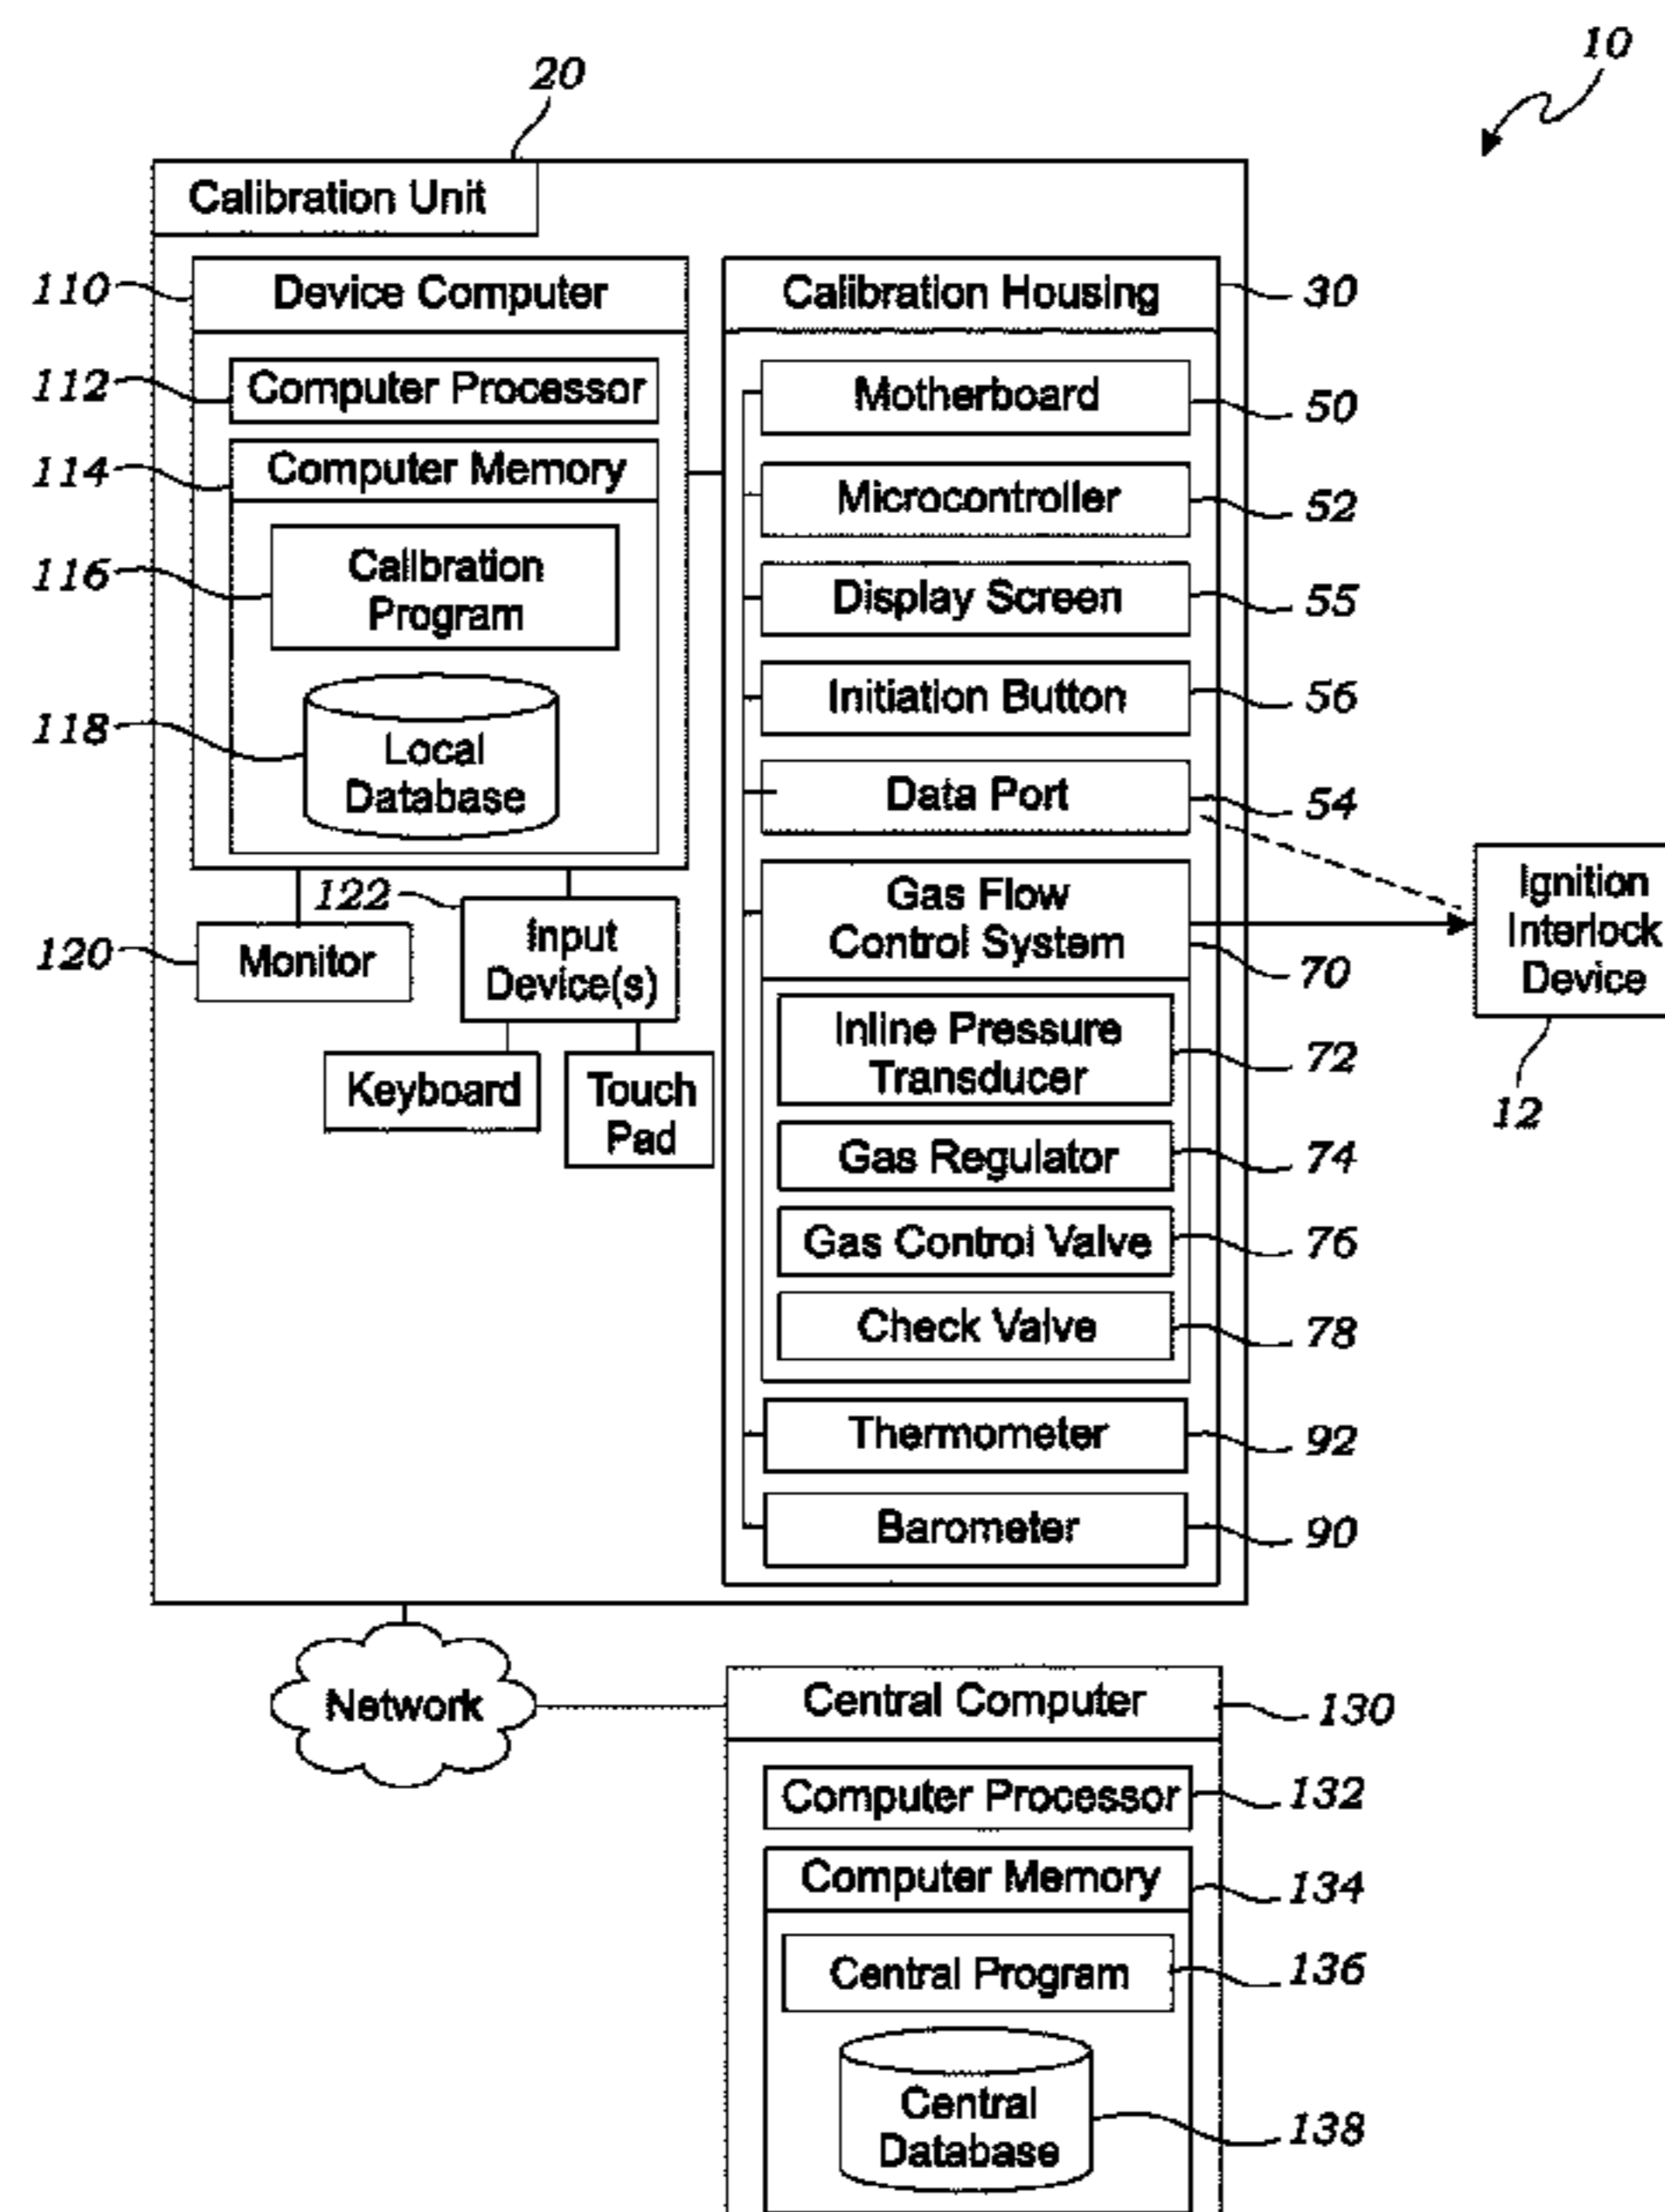 10
20
Calibration Unit
110
Device Computer
112
Computer Processor
114
Computer Memory
116
Calibration
Program
118
Local
Database
120
Monitor
122
Input
Device(s)
Keyboard
Touch
Pad
Calibration Housing
30
Motherboard
50
Microcontroller
52
Display Screen
55
Initiation Button
56
Data Port
54
Gas Flow
Control System
70
Inline Pressure
Transducer
72
Gas Regulator
74
Gas Control Valve
76
Check Valve
78
Thermometer
92
Barometer
90
Ignition
Interlock
Device
12
Network
Central Computer
130
Computer Processor
132
Computer Memory
134
Central Program
136
Central
Database
138